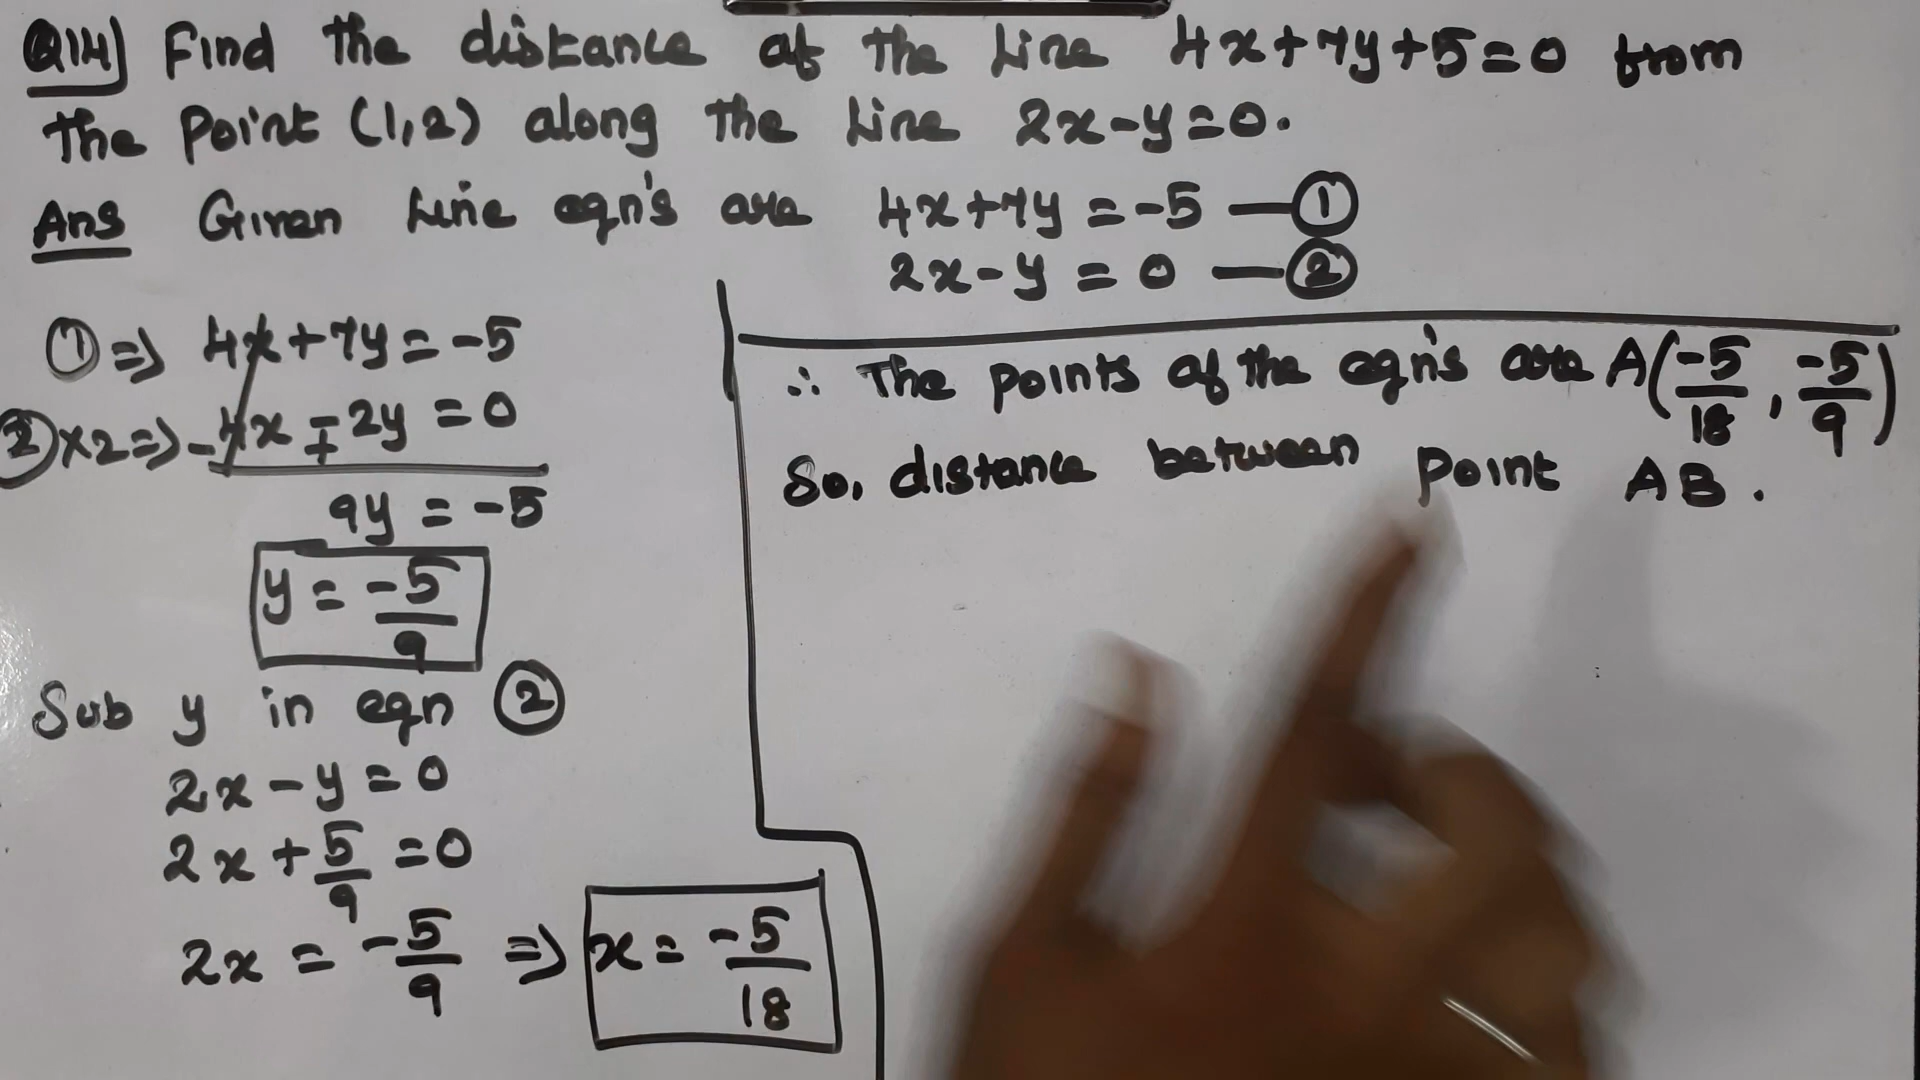 Q14) Find the distance of the Line 4x+7y+5=0 from
the Point (1,2) along the Line 2x-y=0.
Ans Given Line eqn's are 4x+7y=-5 —①
2x-y=0 —②
①⇒ 4x+7y=-5
②×2⇒ -4x∓2y=0
9y=-5
y=-5/9
Sub y in eqn ②
2x-y=0
2x+5/9=0
2x=-5/9 ⇒ x=-5/18
∴ The points of the eqn's are A(-5/18, -5/9)
So, distance between Point AB.